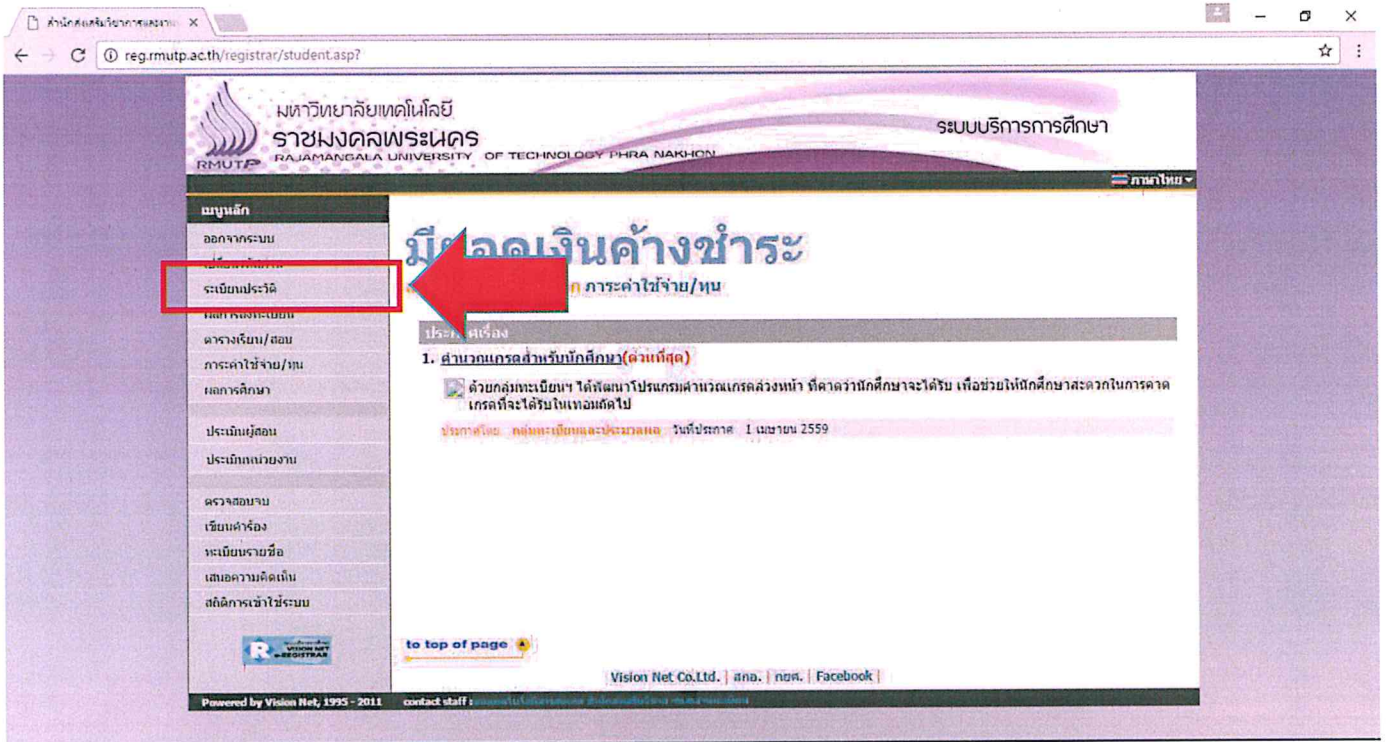 reg.rmutp.ac.th/registrar/student.asp?
มหาวิทยาลัยเทคโนโลยี
ราชมงคลพระนคร
RAJAMANGALA UNIVERSITY OF TECHNOLOGY PHRA NAKHON
RMUTP
ระบบบริการการศึกษา
ภาษาไทย
เมนูหลัก
ออกจากระบบ
ระเบียนประวัติ
ผลการลงทะเบียน
ตารางเรียน/สอบ
ภาระค่าใช้จ่าย/ทุน
ผลการศึกษา
ประเมินผู้สอน
ประเมินหน่วยงาน
ตรวจสอบจบ
เขียนคำร้อง
ทะเบียนรายชื่อ
เสนอความคิดเห็น
สถิติการเข้าใช้ระบบ
VISION NET
e-REGISTRAR
เงินค้างชำระ
ภาระค่าใช้จ่าย/ทุน
1. คำนวณเกรดสำหรับนักศึกษา(ด่วนที่สุด)
ด้วยกลุ่มทะเบียนฯ ได้พัฒนาโปรแกรมคำนวณเกรดล่วงหน้า ที่คาดว่านักศึกษาจะได้รับ เพื่อช่วยให้นักศึกษาสะดวกในการคาด
เกรดที่จะได้รับในเทอมถัดไป
ประกาศโดย กลุ่มทะเบียนและประมวลผล วันที่ประกาศ 1 เมษายน 2559
to top of page
Vision Net Co.Ltd. | สกอ. | กยศ. | Facebook |
Powered by Vision Net, 1995 - 2011 contact staff :